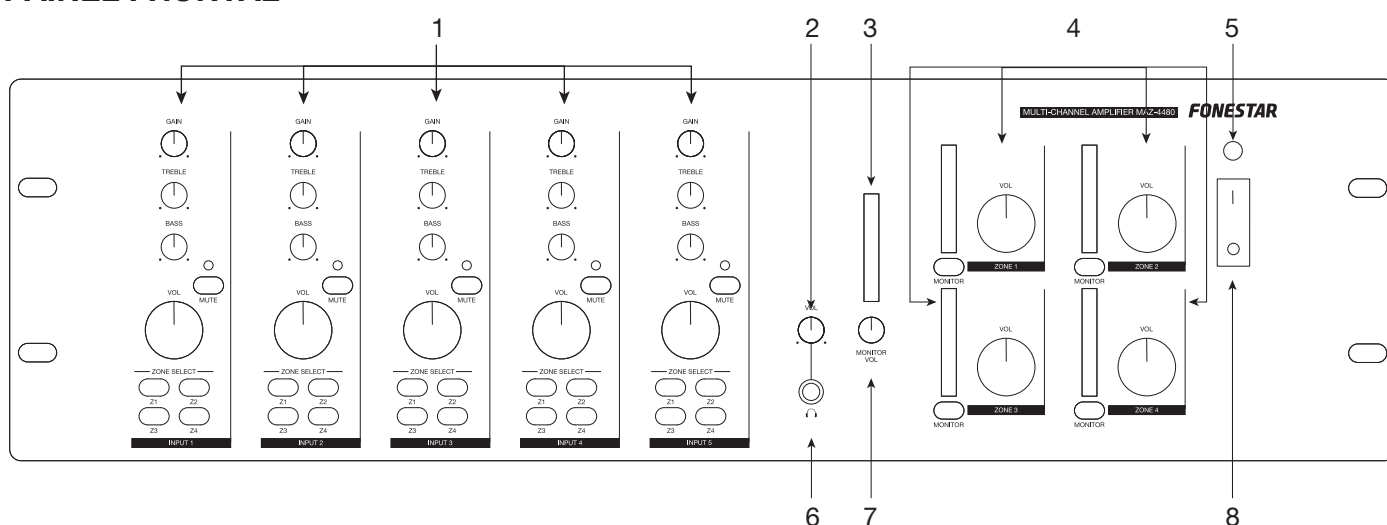 1 2 3 4 5
MULTI-CHANNEL AMPLIFIER MAZ-4480 FONESTAR
GAIN GAIN GAIN GAIN GAIN
TREBLE TREBLE TREBLE TREBLE TREBLE
VOL VOL
BASS BASS BASS BASS BASS
ZONE 1 ZONE 2
MONITOR MONITOR
MUTE MUTE MUTE MUTE MUTE
VOL VOL VOL VOL VOL
VOL
VOL VOL
MONITOR
VOL
ZONE SELECT ZONE SELECT ZONE SELECT ZONE SELECT ZONE SELECT
Z1 Z2 Z1 Z2 Z1 Z2 Z1 Z2 Z1 Z2
ZONE 3 ZONE 4
MONITOR MONITOR
Z3 Z4 Z3 Z4 Z3 Z4 Z3 Z4 Z3 Z4
INPUT 1 INPUT 2 INPUT 3 INPUT 4 INPUT 5
6 7 8